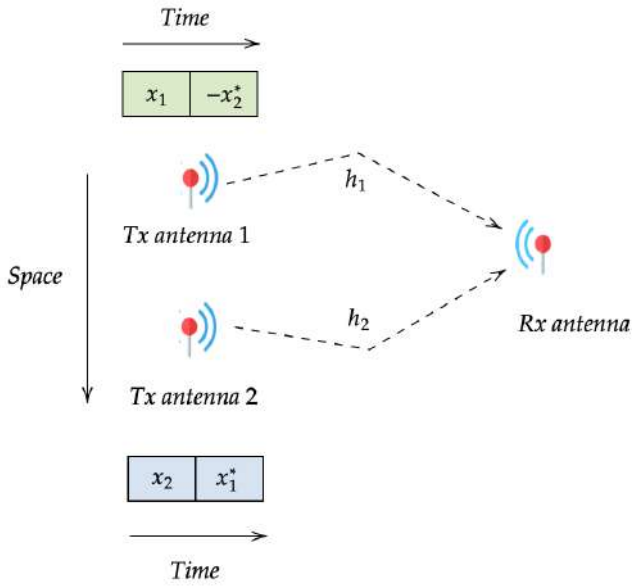 Time
x₁ −x₂*
h₁
Tx antenna 1
Space
Rx antenna
h₂
Tx antenna 2
x₂ x₁*
Time